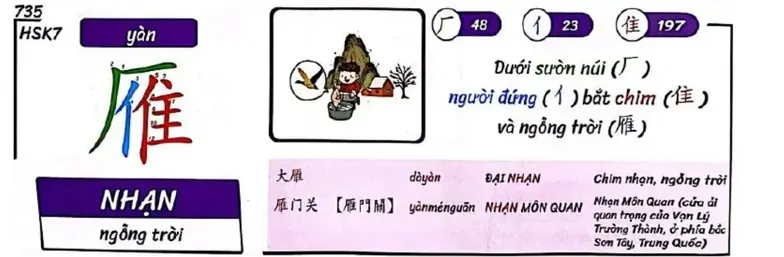 735
HSK7
yàn
雁
NHẠN
ngỗng trời
厂 48
亻 23
隹 197
Dưới sườn núi (厂)
người đứng (亻) bắt chim (隹)
và ngỗng trời (雁)
大雁 dàyàn ĐẠI NHẠN Chim nhạn, ngỗng trời
雁门关 【雁門關】 yànménguān NHẠN MÔN QUAN Nhạn Môn Quan (cửa ải
quan trọng của Vạn Lý
Trường Thành, ở phía bắc
Sơn Tây, Trung Quốc)